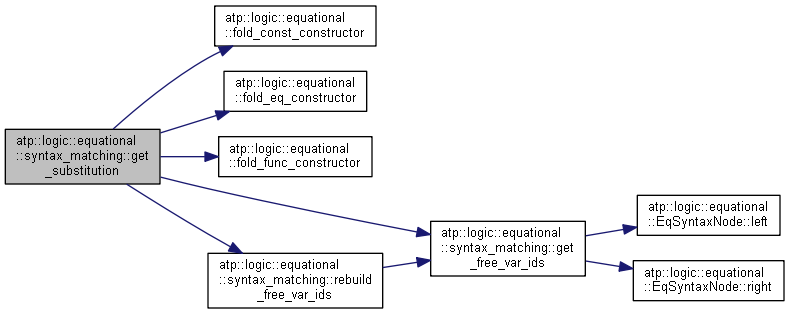 atp::logic::equational
::fold_const_constructor
atp::logic::equational
::fold_eq_constructor
atp::logic::equational
::syntax_matching::get
_substitution
atp::logic::equational
::fold_func_constructor
atp::logic::equational
::syntax_matching::rebuild
_free_var_ids
atp::logic::equational
::syntax_matching::get
_free_var_ids
atp::logic::equational
::EqSyntaxNode::left
atp::logic::equational
::EqSyntaxNode::right